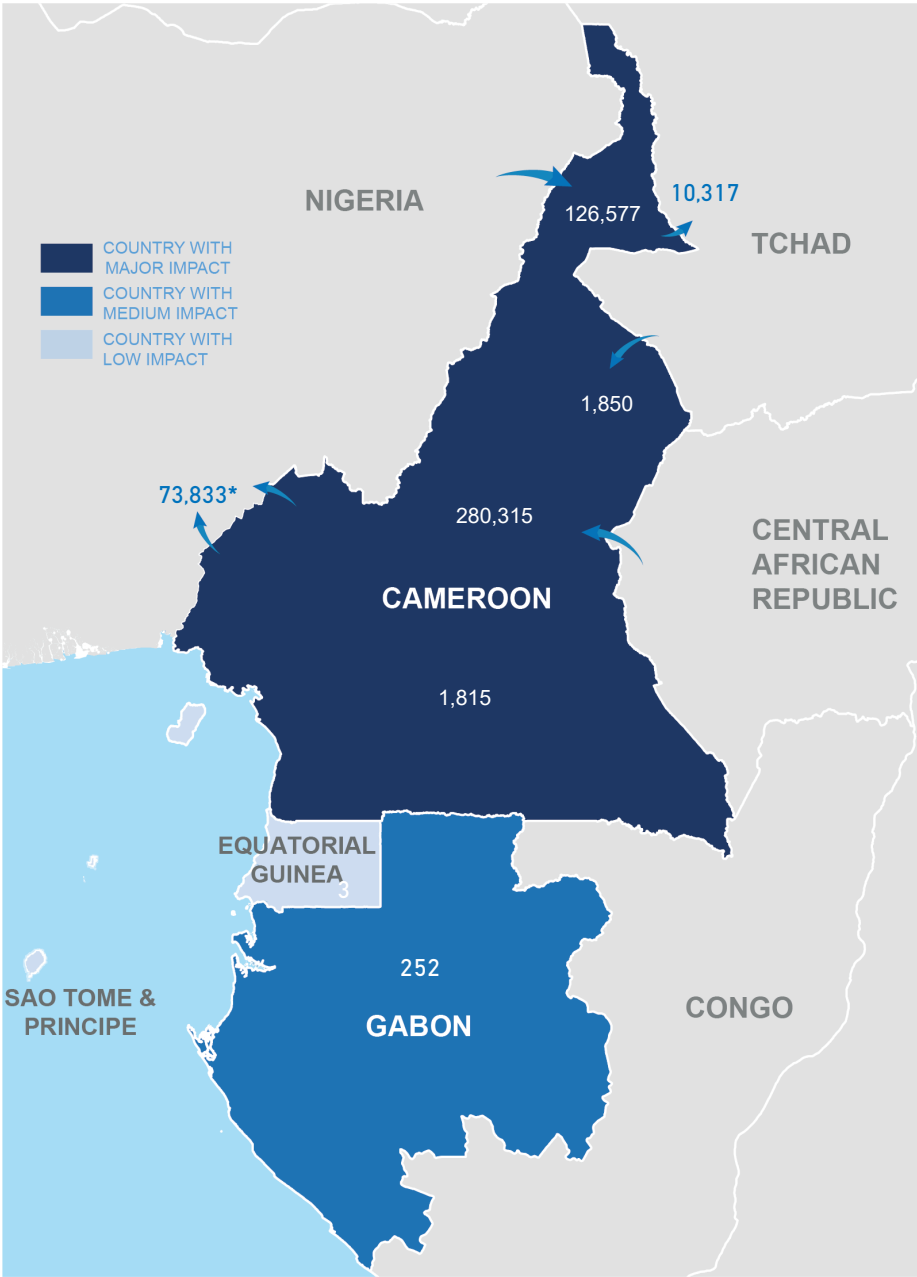 NIGERIA
10,317
126,577
TCHAD
COUNTRY WITH
MAJOR IMPACT
COUNTRY WITH
MEDIUM IMPACT
COUNTRY WITH
LOW IMPACT
1,850
73,833*
280,315
CENTRAL
AFRICAN
REPUBLIC
CAMEROON
1,815
EQUATORIAL
GUINEA
3
252
SAO TOME &
PRINCIPE
GABON
CONGO